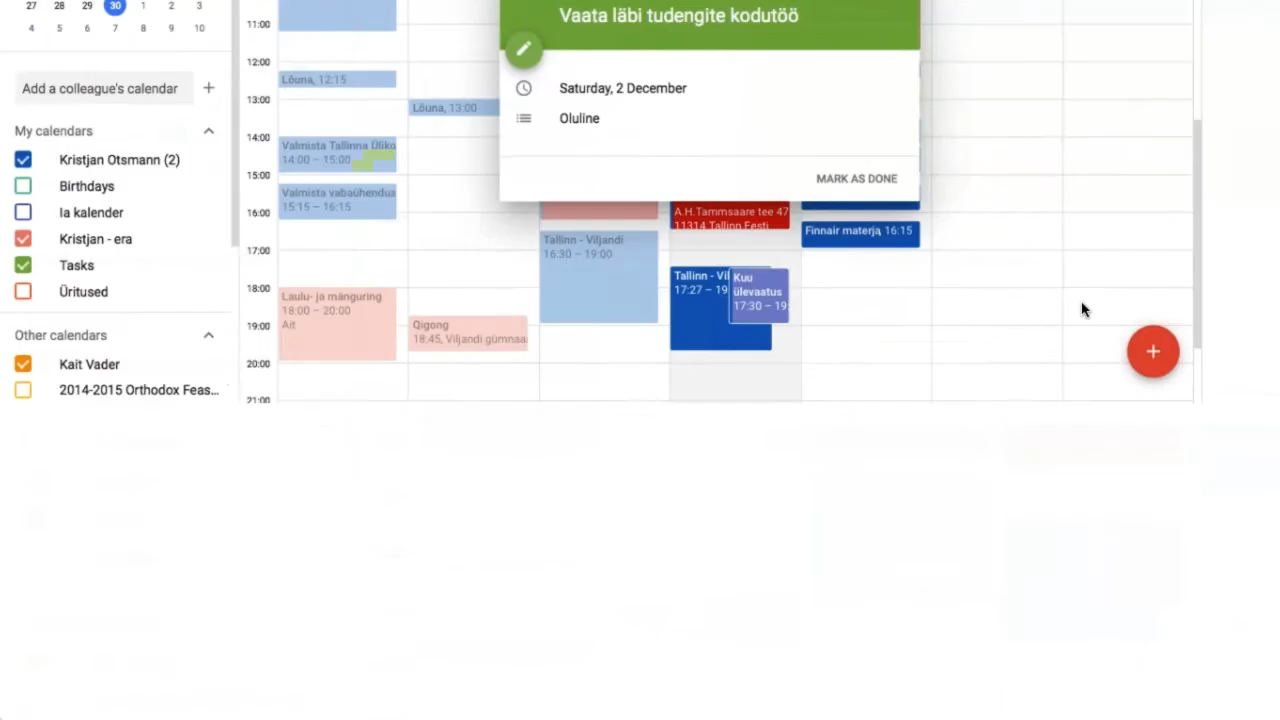 27 28 29 30 1 2 3
4 5 6 7 8 9 10
Add a colleague's calendar
My calendars
Kristjan Otsmann (2)
Birthdays
Ia kalender
Kristjan - era
Tasks
Üritused
Other calendars
Kait Vader
2014-2015 Orthodox Feas...
11:00
12:00
13:00
14:00
15:00
16:00
17:00
18:00
19:00
20:00
21:00
Lõuna, 12:15
Valmista Tallinna Üliko
14:00 – 15:00
Valmista vabaühendua
15:15 – 16:15
Laulu- ja mänguring
18:00 – 20:00
Ait
Lõuna, 13:00
Qigong
18:45, Viljandi gümnaa
Tallinn - Viljandi
16:30 – 19:00
A.H.Tammsaare tee 47
11314 Tallinn Eesti
Tallinn - Vil
17:27 – 19
Kuu
ülevaatus
17:30 – 19:
Finnair materja, 16:15
Vaata läbi tudengite kodutöö
Saturday, 2 December
Oluline
MARK AS DONE